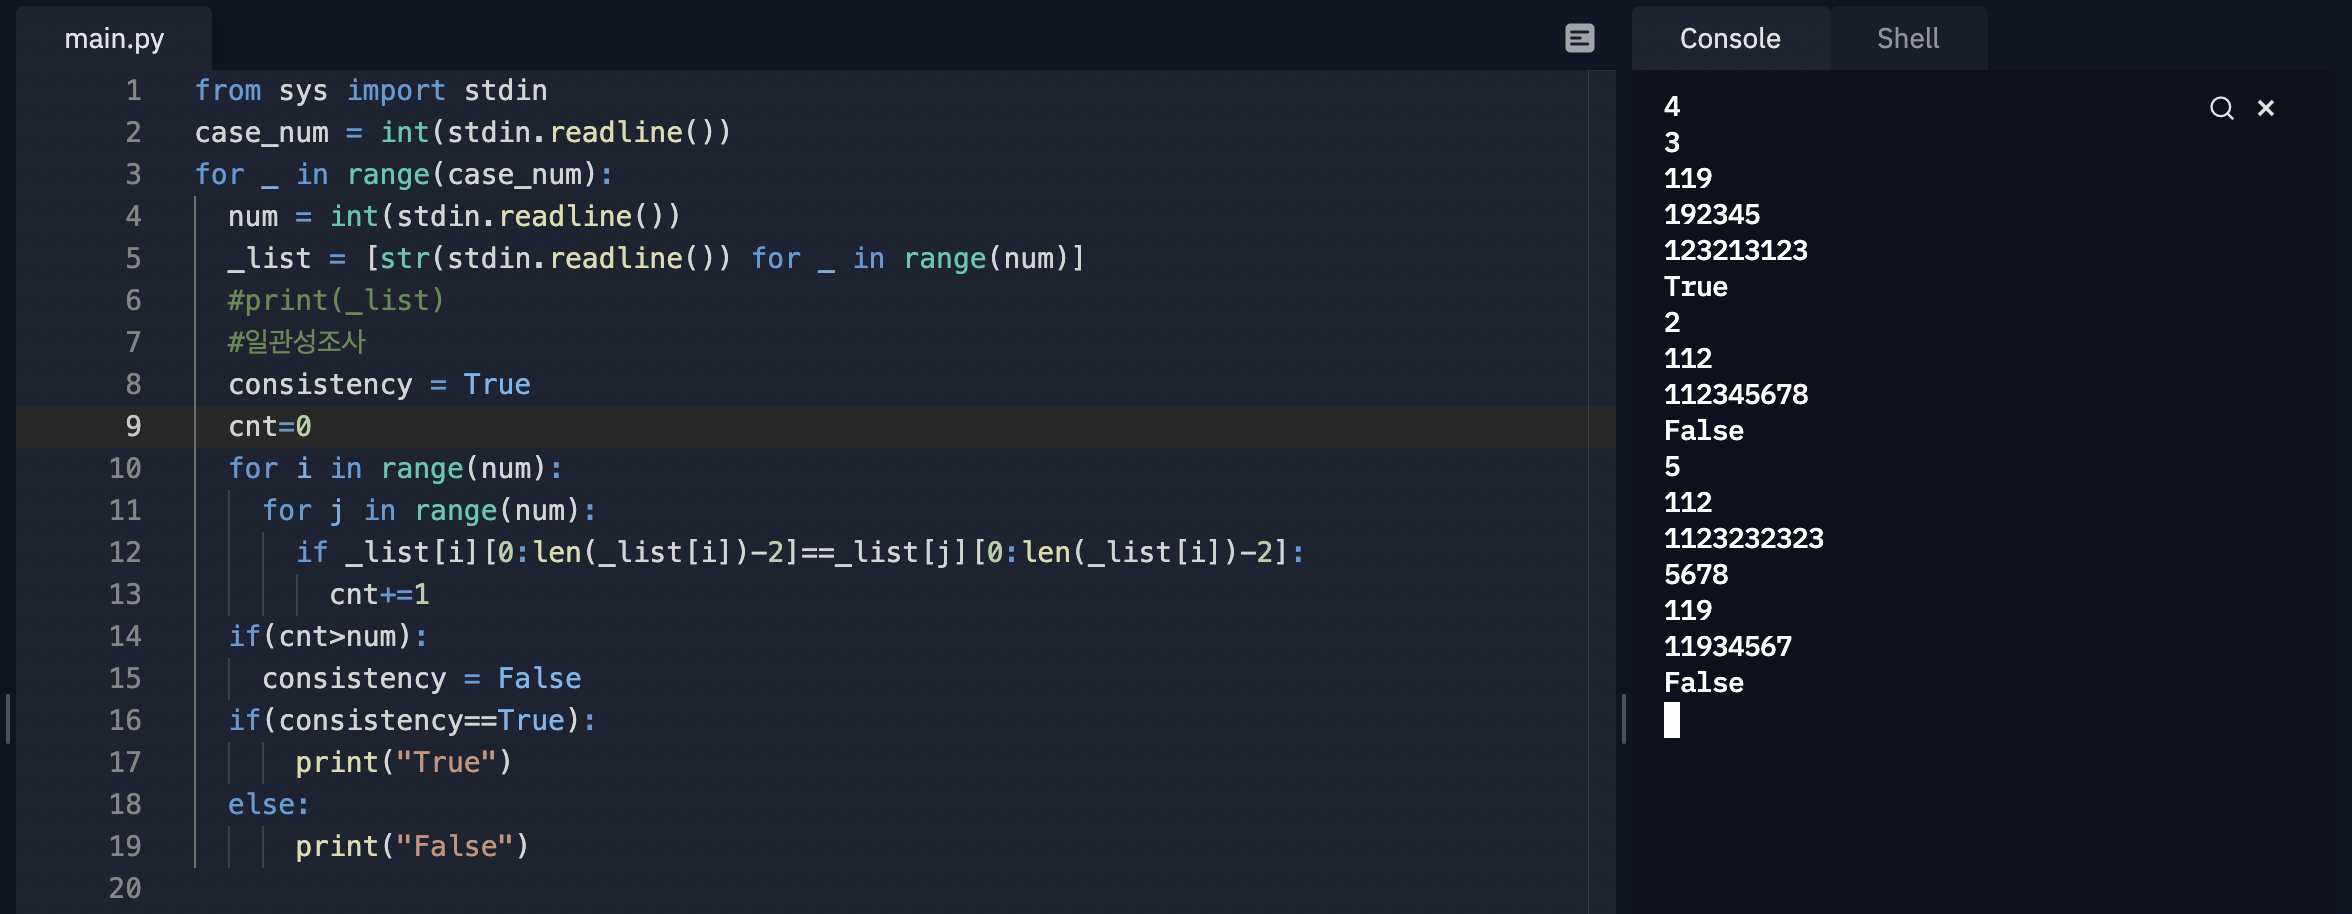 main.py
1 from sys import stdin
2 case_num = int(stdin.readline())
3 for _ in range(case_num):
4   num = int(stdin.readline())
5   _list = [str(stdin.readline()) for _ in range(num)]
6   #print(_list)
7   #일관성조사
8   consistency = True
9   cnt=0
10   for i in range(num):
11     for j in range(num):
12       if _list[i][0:len(_list[i])-2]==_list[j][0:len(_list[i])-2]:
13         cnt+=1
14   if(cnt>num):
15     consistency = False
16   if(consistency==True):
17       print("True")
18   else:
19       print("False")
20
Console Shell
4
3
119
192345
123213123
True
2
112
112345678
False
5
112
1123232323
5678
119
11934567
False